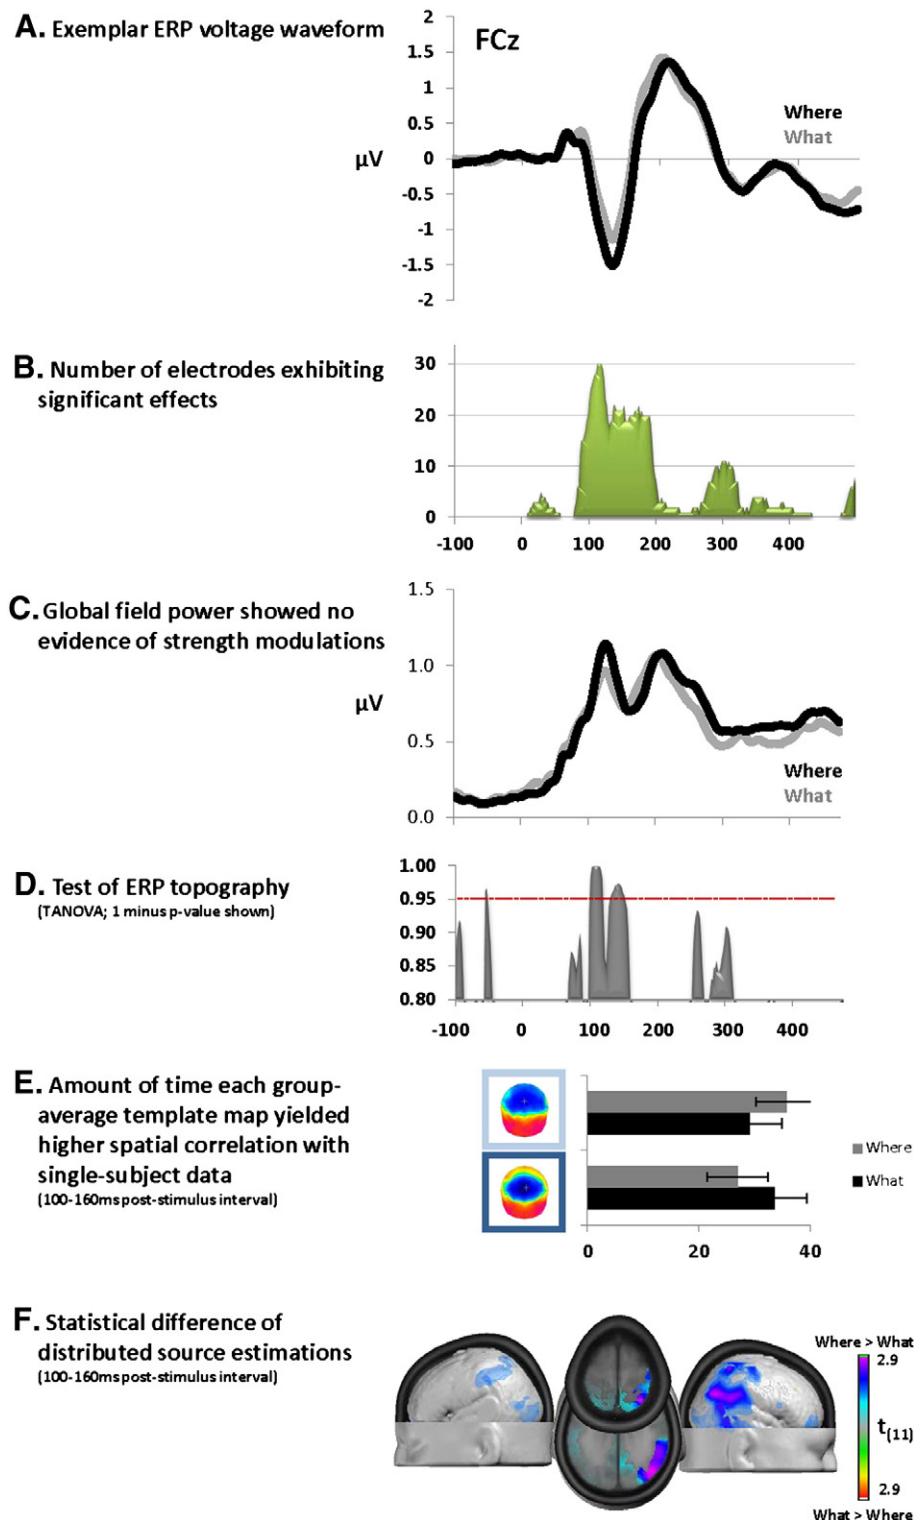 A. Exemplar ERP voltage waveform
FCz
µV
2
1.5
1
0.5
0
-0.5
-1
-1.5
-2
Where
What
B. Number of electrodes exhibiting
significant effects
30
20
10
0
-100 0 100 200 300 400
C. Global field power showed no
evidence of strength modulations
µV
1.5
1.0
0.5
0.0
Where
What
D. Test of ERP topography
(TANOVA; 1 minus p-value shown)
1.00
0.95
0.90
0.85
0.80
-100 0 100 200 300 400
E. Amount of time each group-
average template map yielded
higher spatial correlation with
single-subject data
(100-160ms post-stimulus interval)
Where
What
0 20 40
F. Statistical difference of
distributed source estimations
(100-160ms post-stimulus interval)
Where > What
2.9
t(11)
2.9
What > Where